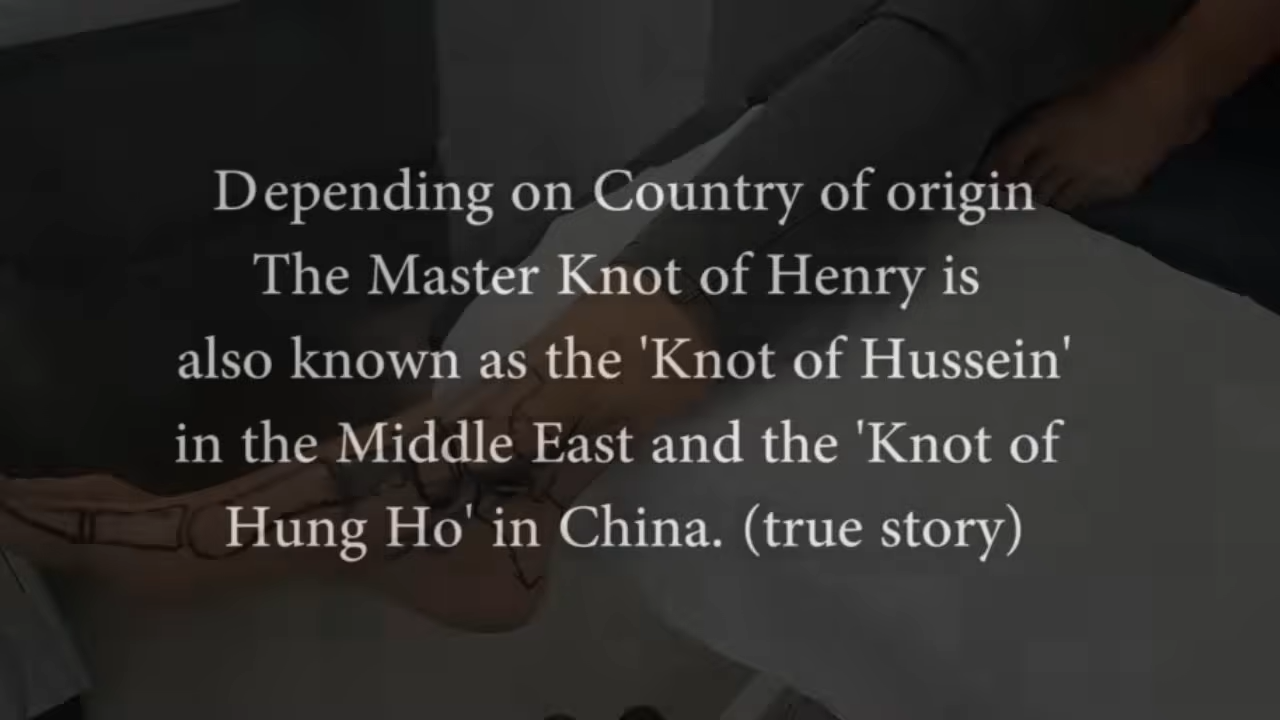 Depending on Country of origin
The Master Knot of Henry is
also known as the 'Knot of Hussein'
in the Middle East and the 'Knot of
Hung Ho' in China. (true story)